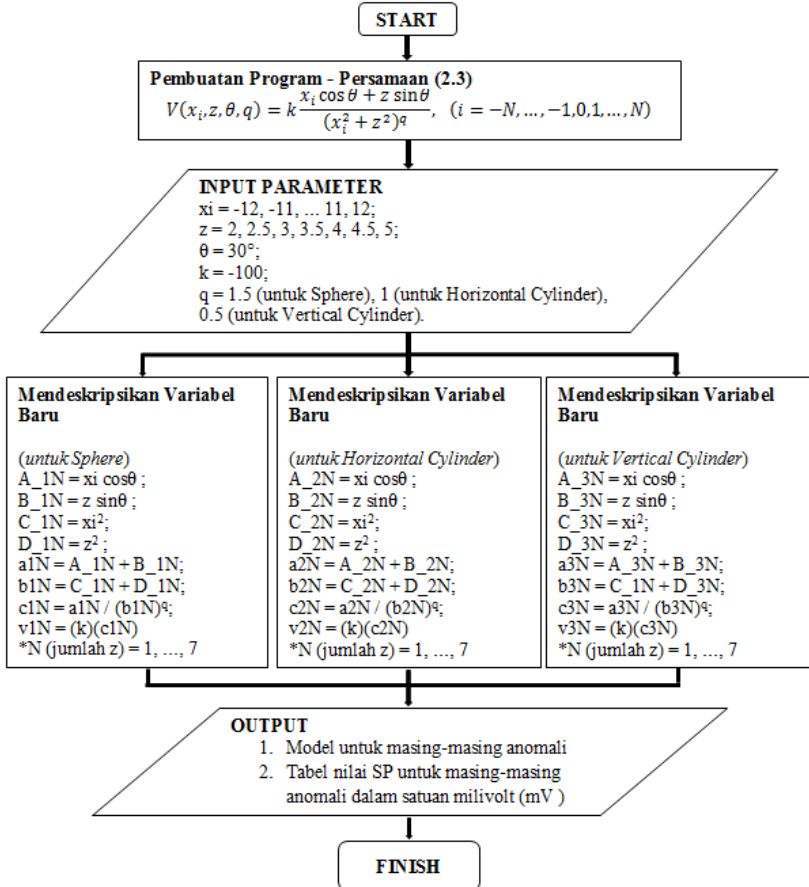 START
Pembuatan Program - Persamaan (2.3)
V(xᵢ, z, θ, q) = k (xᵢ cos θ + z sin θ) / (xᵢ² + z²)^q, (i = −N, ..., −1,0,1, ..., N)
INPUT PARAMETER
xi = -12, -11, ... 11, 12;
z = 2, 2.5, 3, 3.5, 4, 4.5, 5;
θ = 30°;
k = -100;
q = 1.5 (untuk Sphere), 1 (untuk Horizontal Cylinder),
0.5 (untuk Vertical Cylinder).
Mendeskripsikan Variabel
Baru
(untuk Sphere)
A_1N = xi cosθ ;
B_1N = z sinθ ;
C_1N = xi²;
D_1N = z² ;
a1N = A_1N + B_1N;
b1N = C_1N + D_1N;
c1N = a1N / (b1N)^q;
v1N = (k)(c1N)
*N (jumlah z) = 1, ..., 7
Mendeskripsikan Variabel
Baru
(untuk Horizontal Cylinder)
A_2N = xi cosθ ;
B_2N = z sinθ ;
C_2N = xi²;
D_2N = z² ;
a2N = A_2N + B_2N;
b2N = C_2N + D_2N;
c2N = a2N / (b2N)^q;
v2N = (k)(c2N)
*N (jumlah z) = 1, ..., 7
Mendeskripsikan Variabel
Baru
(untuk Vertical Cylinder)
A_3N = xi cosθ ;
B_3N = z sinθ ;
C_3N = xi²;
D_3N = z² ;
a3N = A_3N + B_3N;
b3N = C_1N + D_3N;
c3N = a3N / (b3N)^q;
v3N = (k)(c3N)
*N (jumlah z) = 1, ..., 7
OUTPUT
1. Model untuk masing-masing anomali
2. Tabel nilai SP untuk masing-masing
anomali dalam satuan milivolt (mV )
FINISH